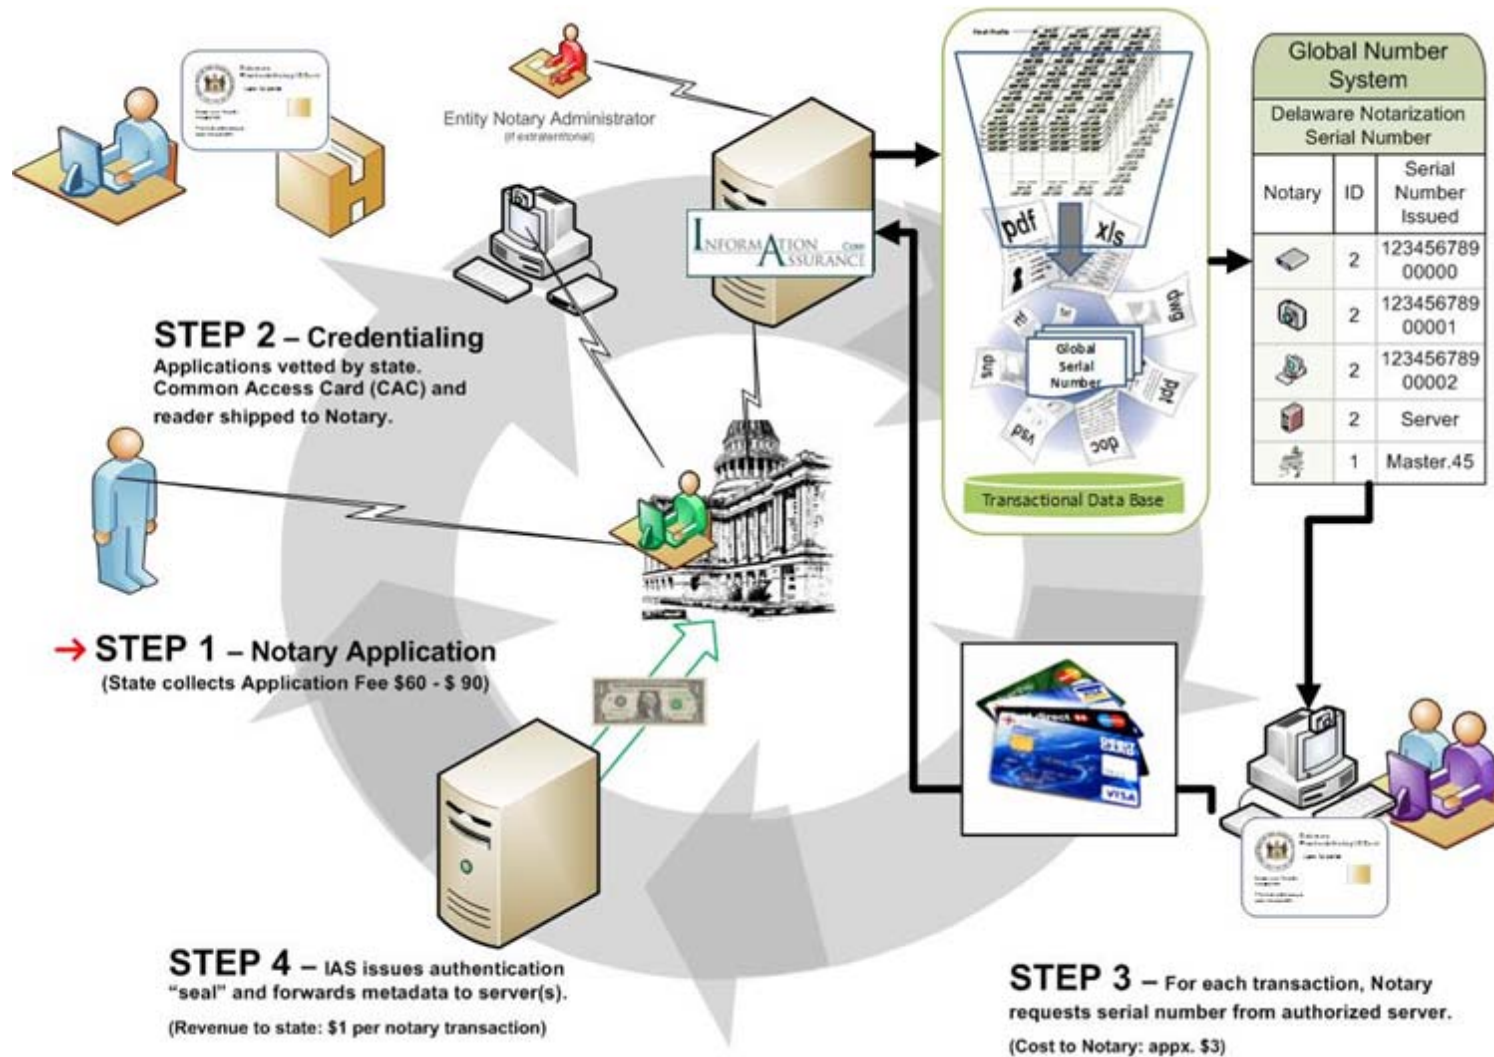 Entity Notary Administrator
(if extraterritorial)
INFORMATION CORP
ASSURANCE
STEP 2 – Credentialing
Applications vetted by state.
Common Access Card (CAC) and
reader shipped to Notary.
→ STEP 1 – Notary Application
(State collects Application Fee $60 - $ 90)
STEP 4 – IAS issues authentication
“seal” and forwards metadata to server(s).
(Revenue to state: $1 per notary transaction)
pdf
xls
dwg
ppt
doc
vsd
Global
Serial
Number
Transactional Data Base
Global Number
System
Delaware Notarization
Serial Number
Notary ID Serial
Number
Issued
2 123456789
00000
2 123456789
00001
2 123456789
00002
2 Server
1 Master.45
VISA
VISA
STEP 3 – For each transaction, Notary
requests serial number from authorized server.
(Cost to Notary: appx. $3)